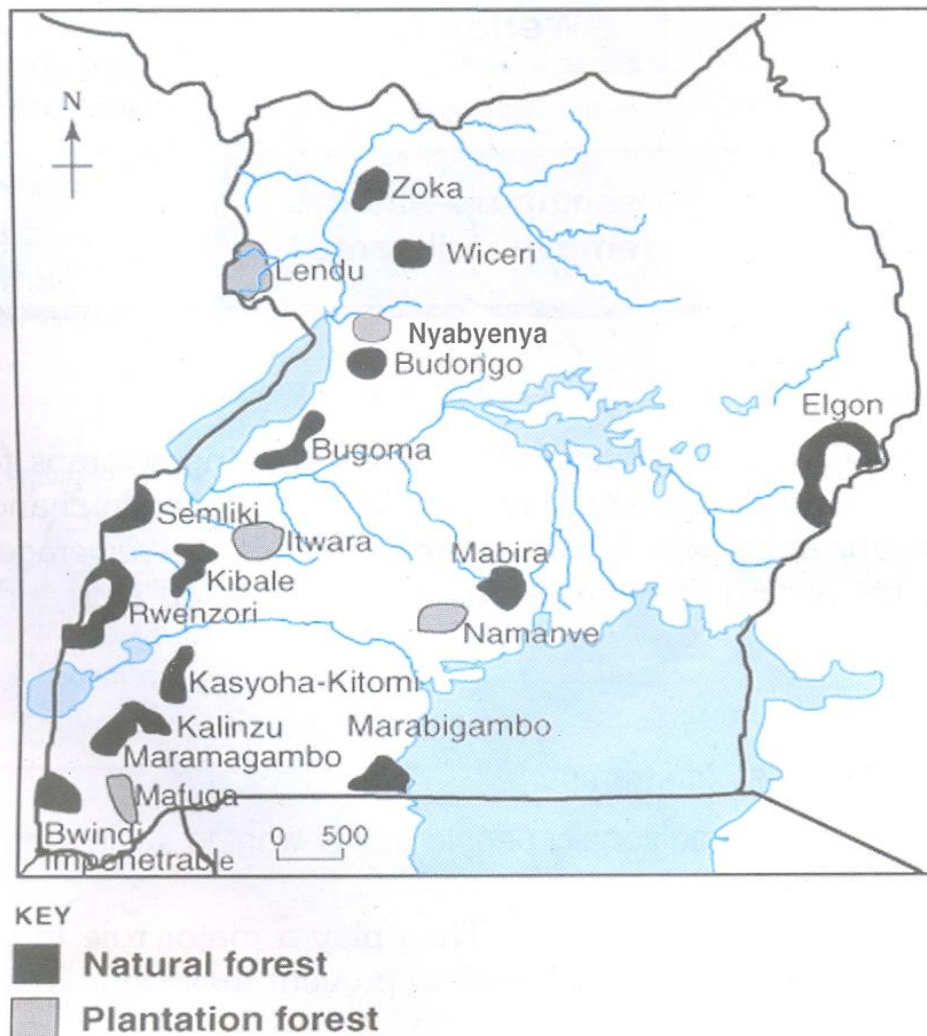 N
Zoka
Wiceri
Lendu
Nyabyenya
Budongo
Elgon
Bugoma
Semliki
Itwara
Mabira
Kibale
Rwenzori
Namanve
Kasyoha-Kitomi
Kalinzu
Marabigambo
Maramagambo
Mafuga
Bwindi
Impenetrable
0 500
KEY
Natural forest
Plantation forest